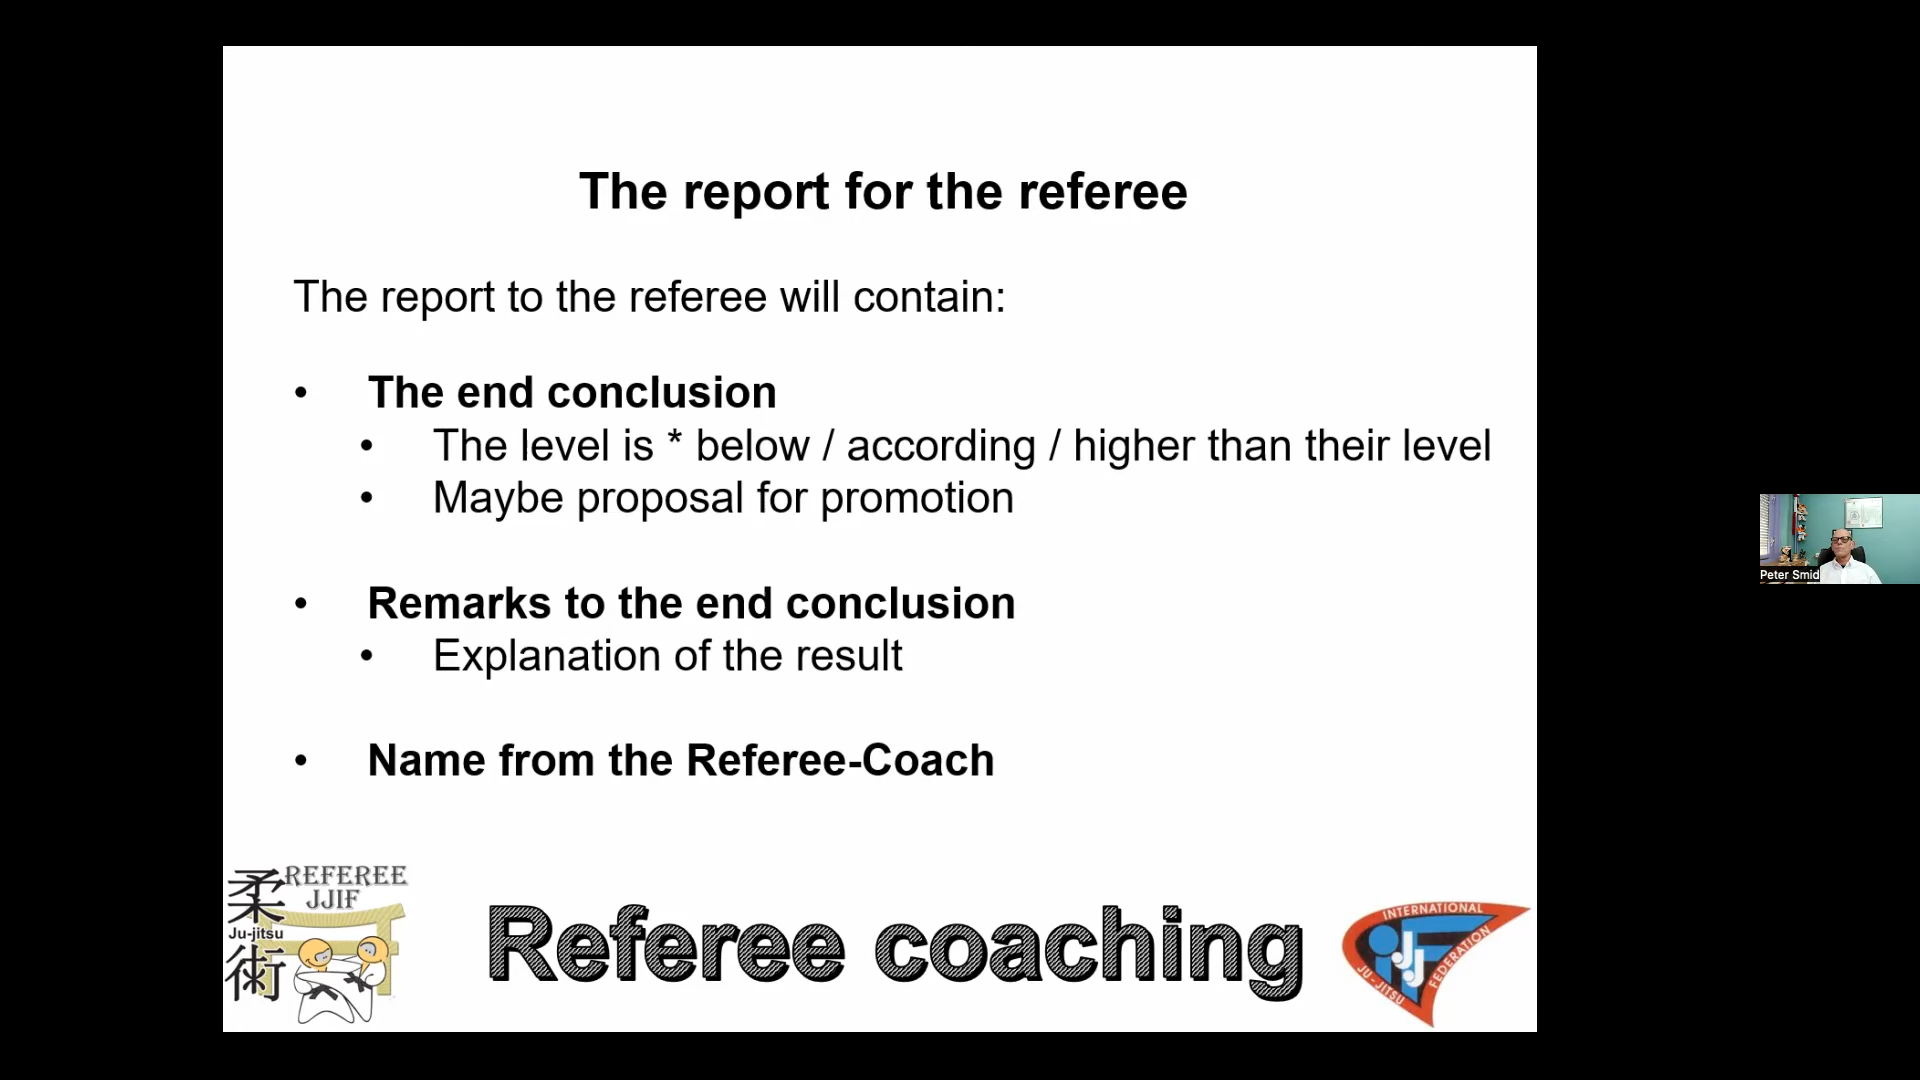 The report for the referee
The report to the referee will contain:
• The end conclusion
• The level is * below / according / higher than their level
• Maybe proposal for promotion
• Remarks to the end conclusion
• Explanation of the result
• Name from the Referee-Coach
柔術
REFEREE
JJIF
Ju-jitsu
Referee coaching
INTERNATIONAL
JU-JITSU
FEDERATION
JJIF
Peter Smid